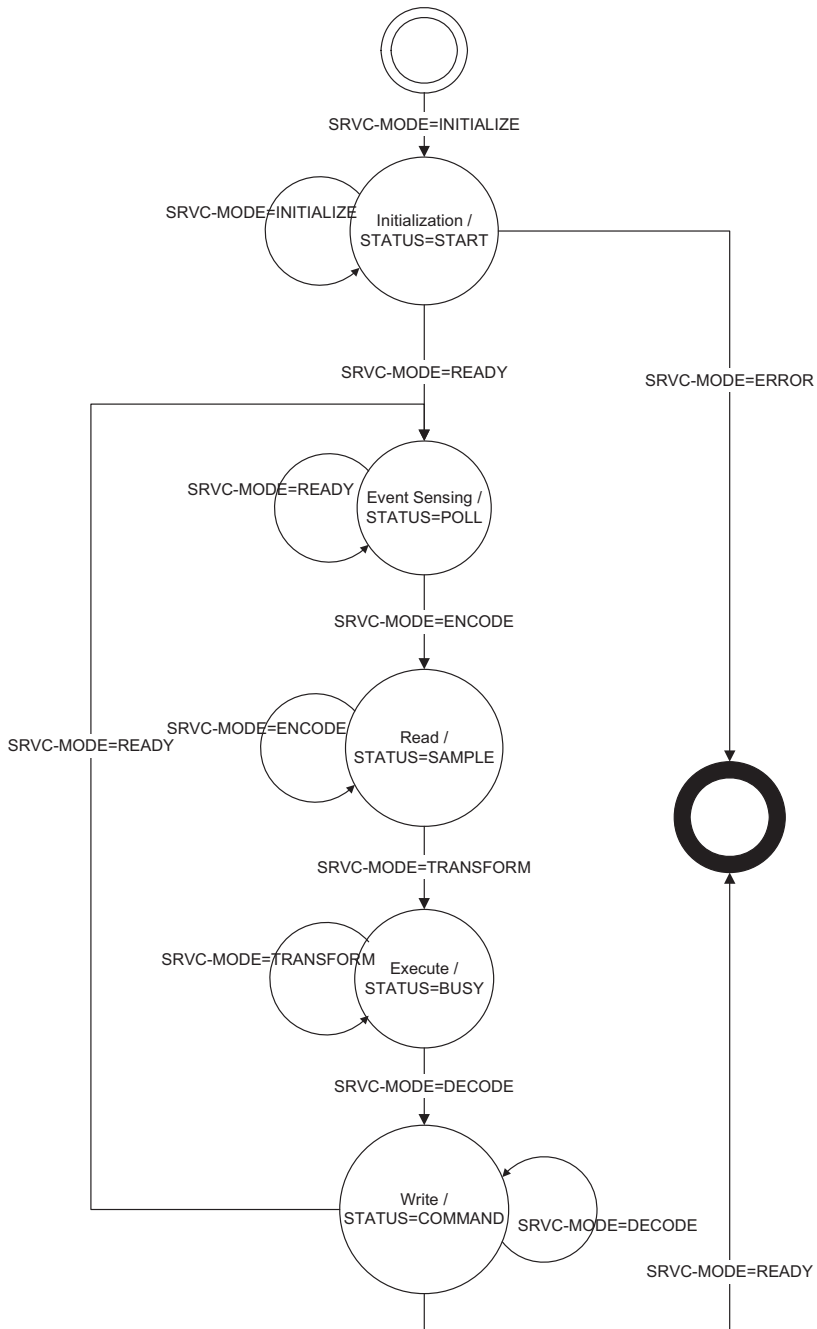 SRVC-MODE=INITIALIZE
SRVC-MODE=INITIALIZE
Initialization /
STATUS=START
SRVC-MODE=READY
SRVC-MODE=ERROR
SRVC-MODE=READY
Event Sensing /
STATUS=POLL
SRVC-MODE=ENCODE
SRVC-MODE=ENCODE
Read /
STATUS=SAMPLE
SRVC-MODE=READY
SRVC-MODE=TRANSFORM
SRVC-MODE=TRANSFORM
Execute /
STATUS=BUSY
SRVC-MODE=DECODE
Write /
STATUS=COMMAND
SRVC-MODE=DECODE
SRVC-MODE=READY